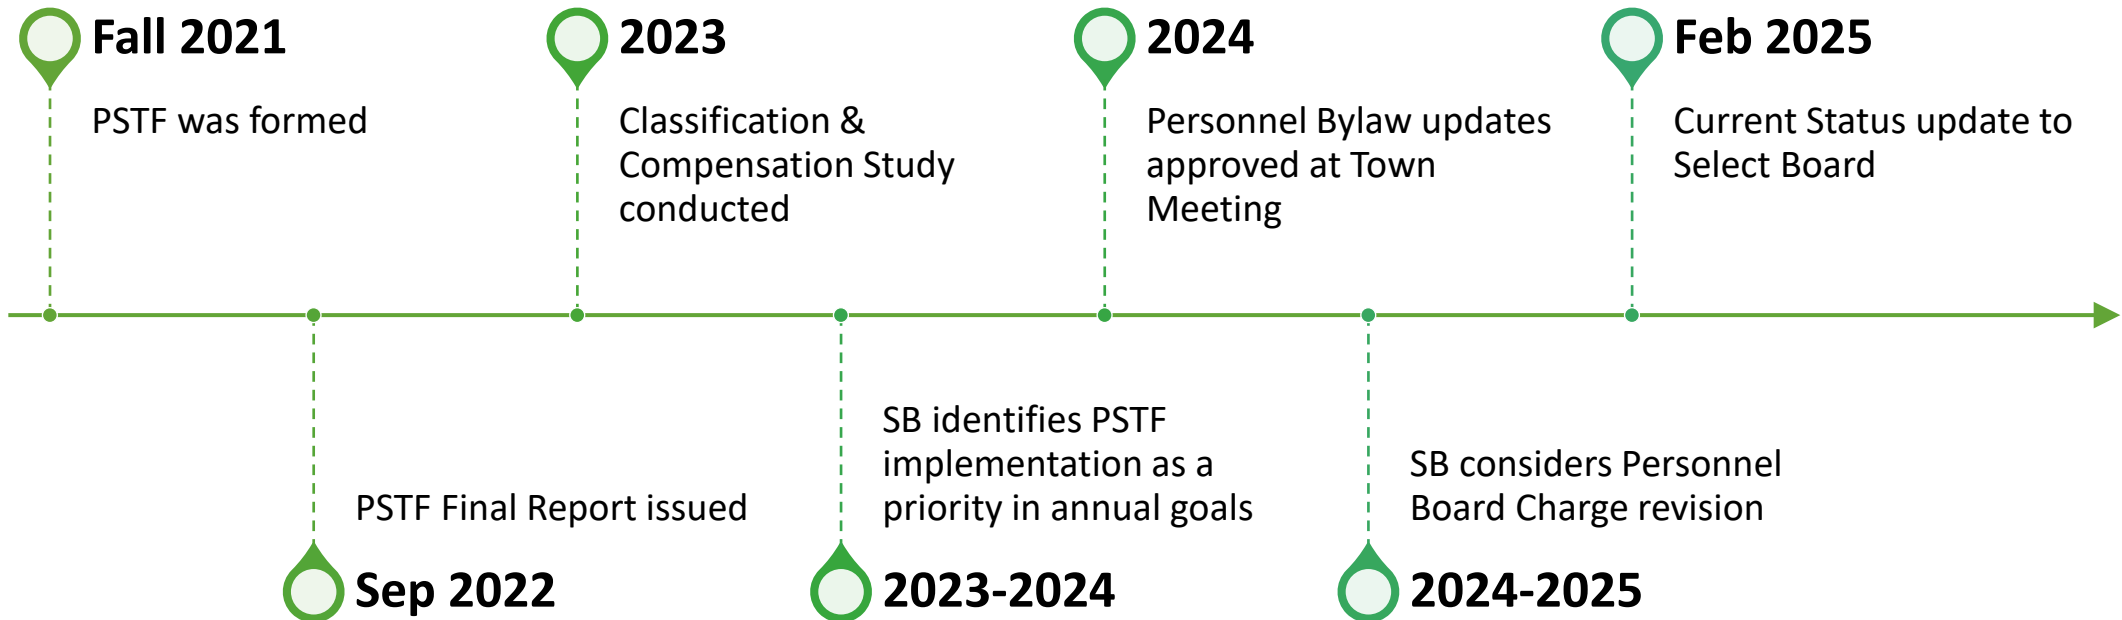 Fall 2021
PSTF was formed
Sep 2022
PSTF Final Report issued
2023
Classification &
Compensation Study
conducted
2023-2024
SB identifies PSTF
implementation as a
priority in annual goals
2024
Personnel Bylaw updates
approved at Town
Meeting
2024-2025
SB considers Personnel
Board Charge revision
Feb 2025
Current Status update to
Select Board